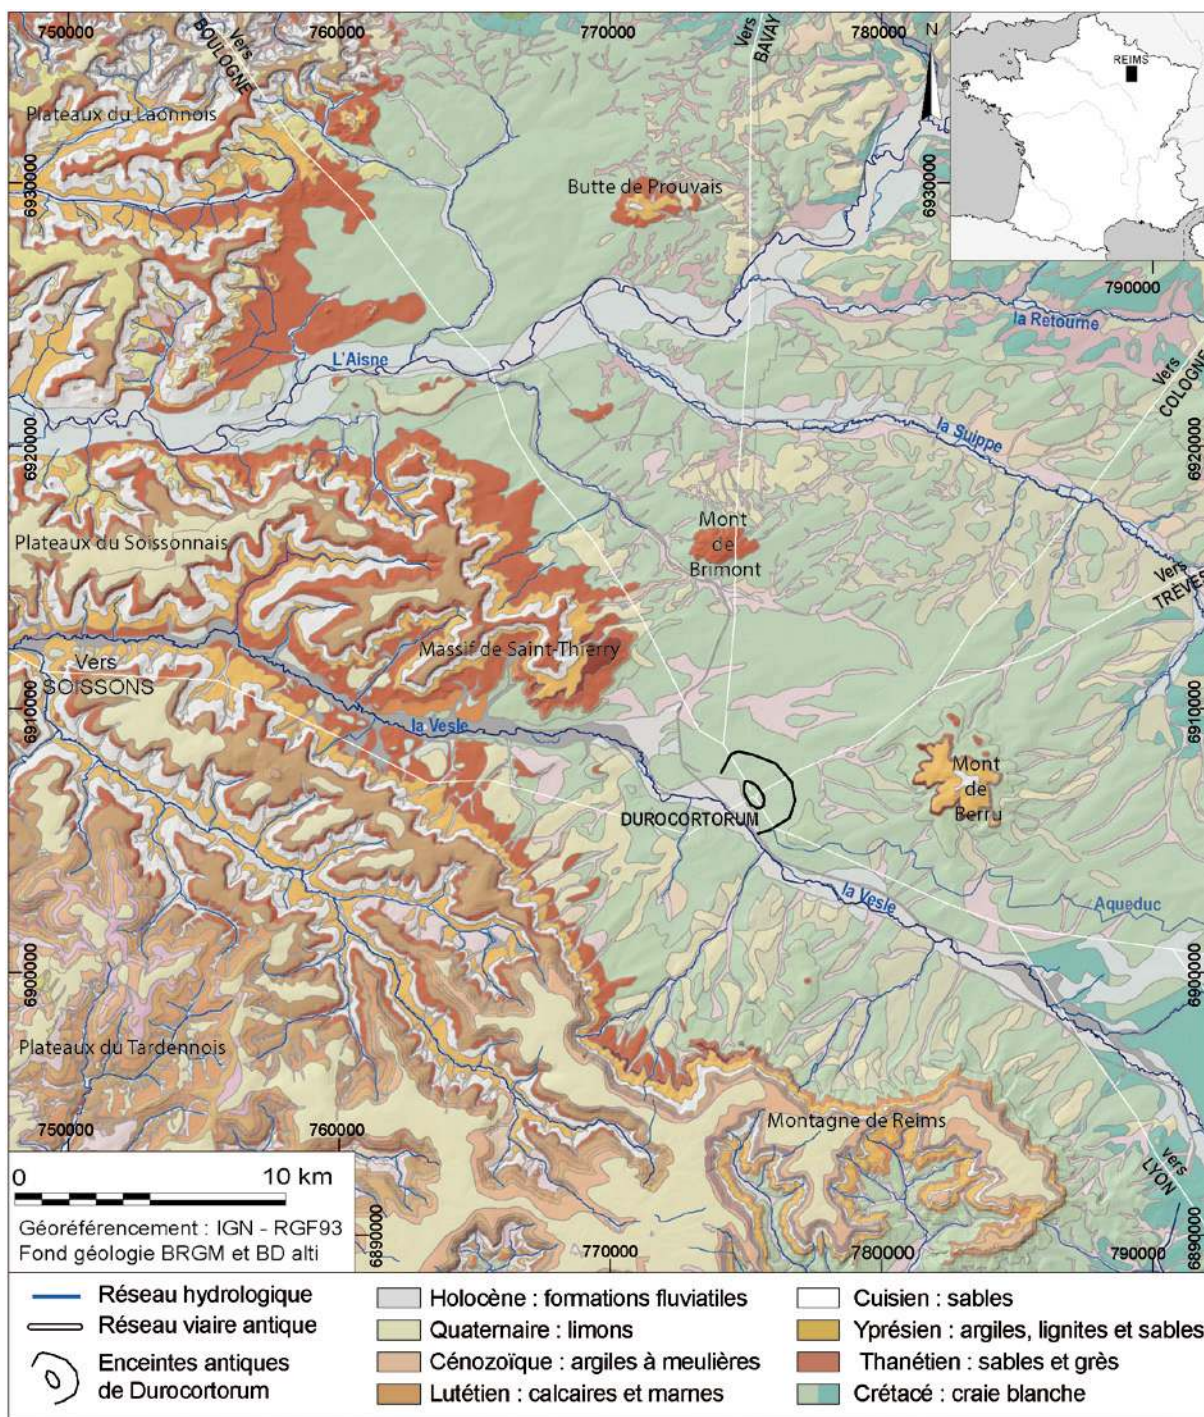 750000
760000
770000
780000
N
Vers
BOULOGNE
Vers
BAVAY
REIMS
Plateaux du Laonnois
6930000
Butte de Prouvais
6930000
790000
la Retourne
L'Aisne
Vers
COLOGNE
6920000
la Suippe
6920000
Plateaux du Soissonnais
Mont
de
Brimont
Vers
TRÈVES
Massif de Saint-Thierry
Vers
SOISSONS
6910000
la Vesle
6910000
Mont
de
Berru
DUROCORTORUM
la Vesle
Aqueduc
6900000
6900000
Plateaux du Tardennois
750000
760000
Montagne de Reims
vers
LYON
0
10 km
Géoréférencement : IGN - RGF93
Fond géologie BRGM et BD alti
6890000
770000
780000
790000
6890000
Réseau hydrologique
Réseau viaire antique
Enceintes antiques
de Durocortorum
Holocène : formations fluviatiles
Quaternaire : limons
Cénozoïque : argiles à meulières
Lutétien : calcaires et marnes
Cuisien : sables
Yprésien : argiles, lignites et sables
Thanétien : sables et grès
Crétacé : craie blanche